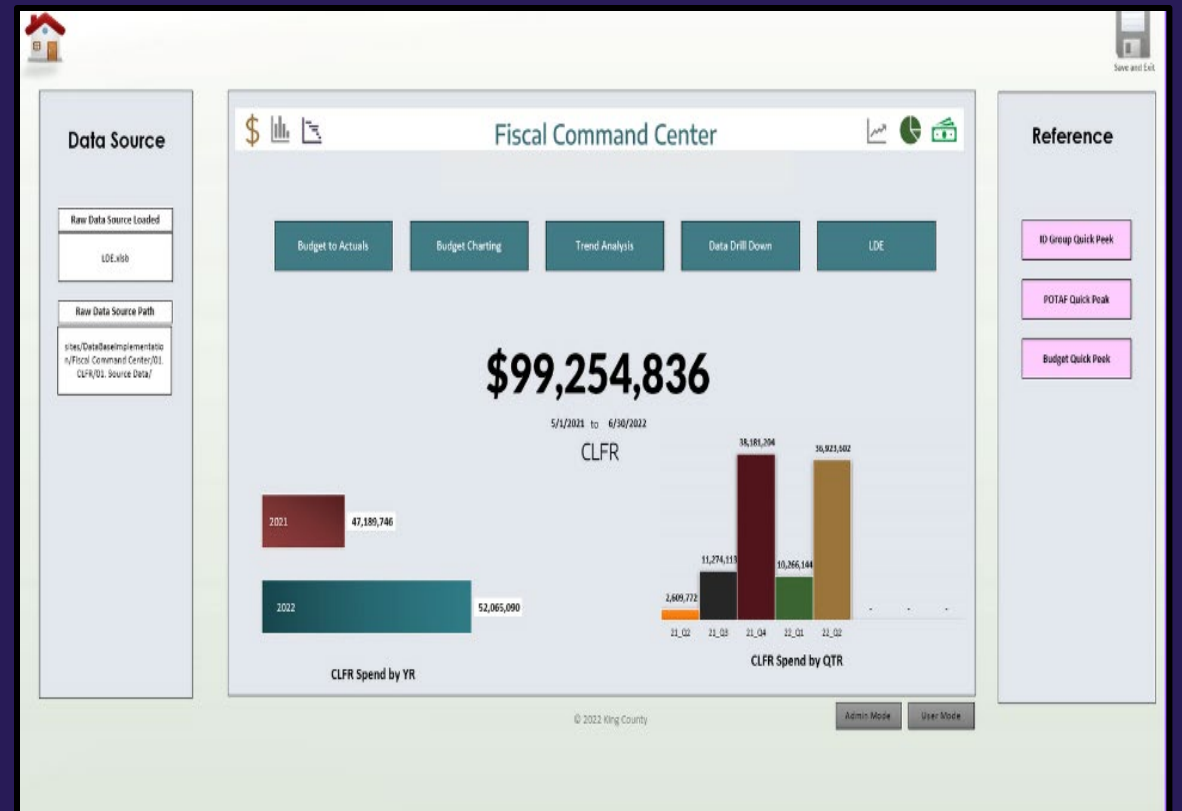 Save and Exit
Data Source
Raw Data Source Loaded
LDE.xlsb
Raw Data Source Path
sites/DataBaseImplementatio
n/Fiscal Command Center/01.
CLFR/01. Source Data/
$
Fiscal Command Center
Budget to Actuals
Budget Charting
Trend Analysis
Data Drill Down
LDE
$99,254,836
5/1/2021 to 6/30/2022
CLFR
2021
47,189,746
2022
52,065,090
CLFR Spend by YR
2,609,772
11,274,113
38,181,204
10,266,144
36,923,602
- - -
21_Q2 21_Q3 21_Q4 22_Q1 22_Q2
CLFR Spend by QTR
Reference
ID Group Quick Peek
POTAF Quick Peak
Budget Quick Peek
© 2022 King County
Admin Mode
User Mode